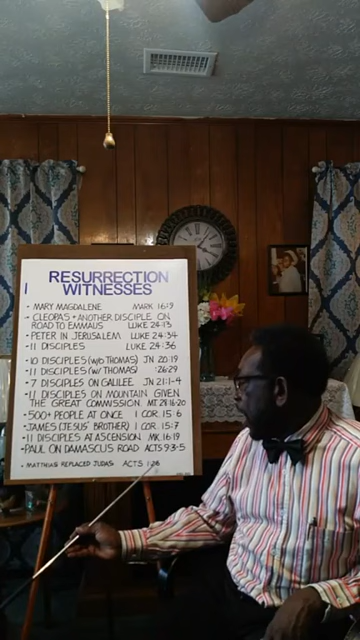 RESURRECTION
WITNESSES
- MARY MAGDALENE MARK 16:9
- CLEOPAS + ANOTHER DISCIPLE ON
ROAD TO EMMAUS LUKE 24:13
- PETER IN JERUSALEM LUKE 24:34
- 11 DISCIPLES LUKE 24:36
- 10 DISCIPLES (w/o THOMAS) JN 20:19
- 11 DISCIPLES (w/ THOMAS) :26-29
- 7 DISCIPLES ON GALILEE JN 21:1-4
- 11 DISCIPLES ON MOUNTAIN GIVEN
THE GREAT COMMISSION MT 28:16-20
- 500+ PEOPLE AT ONCE I COR. 15:6
- JAMES (JESUS' BROTHER) I COR. 15:7
- 11 DISCIPLES AT ASCENSION MK. 16:19
- PAUL ON DAMASCUS ROAD ACTS 9:3-5
- MATTHIAS REPLACED JUDAS ACTS 1:26